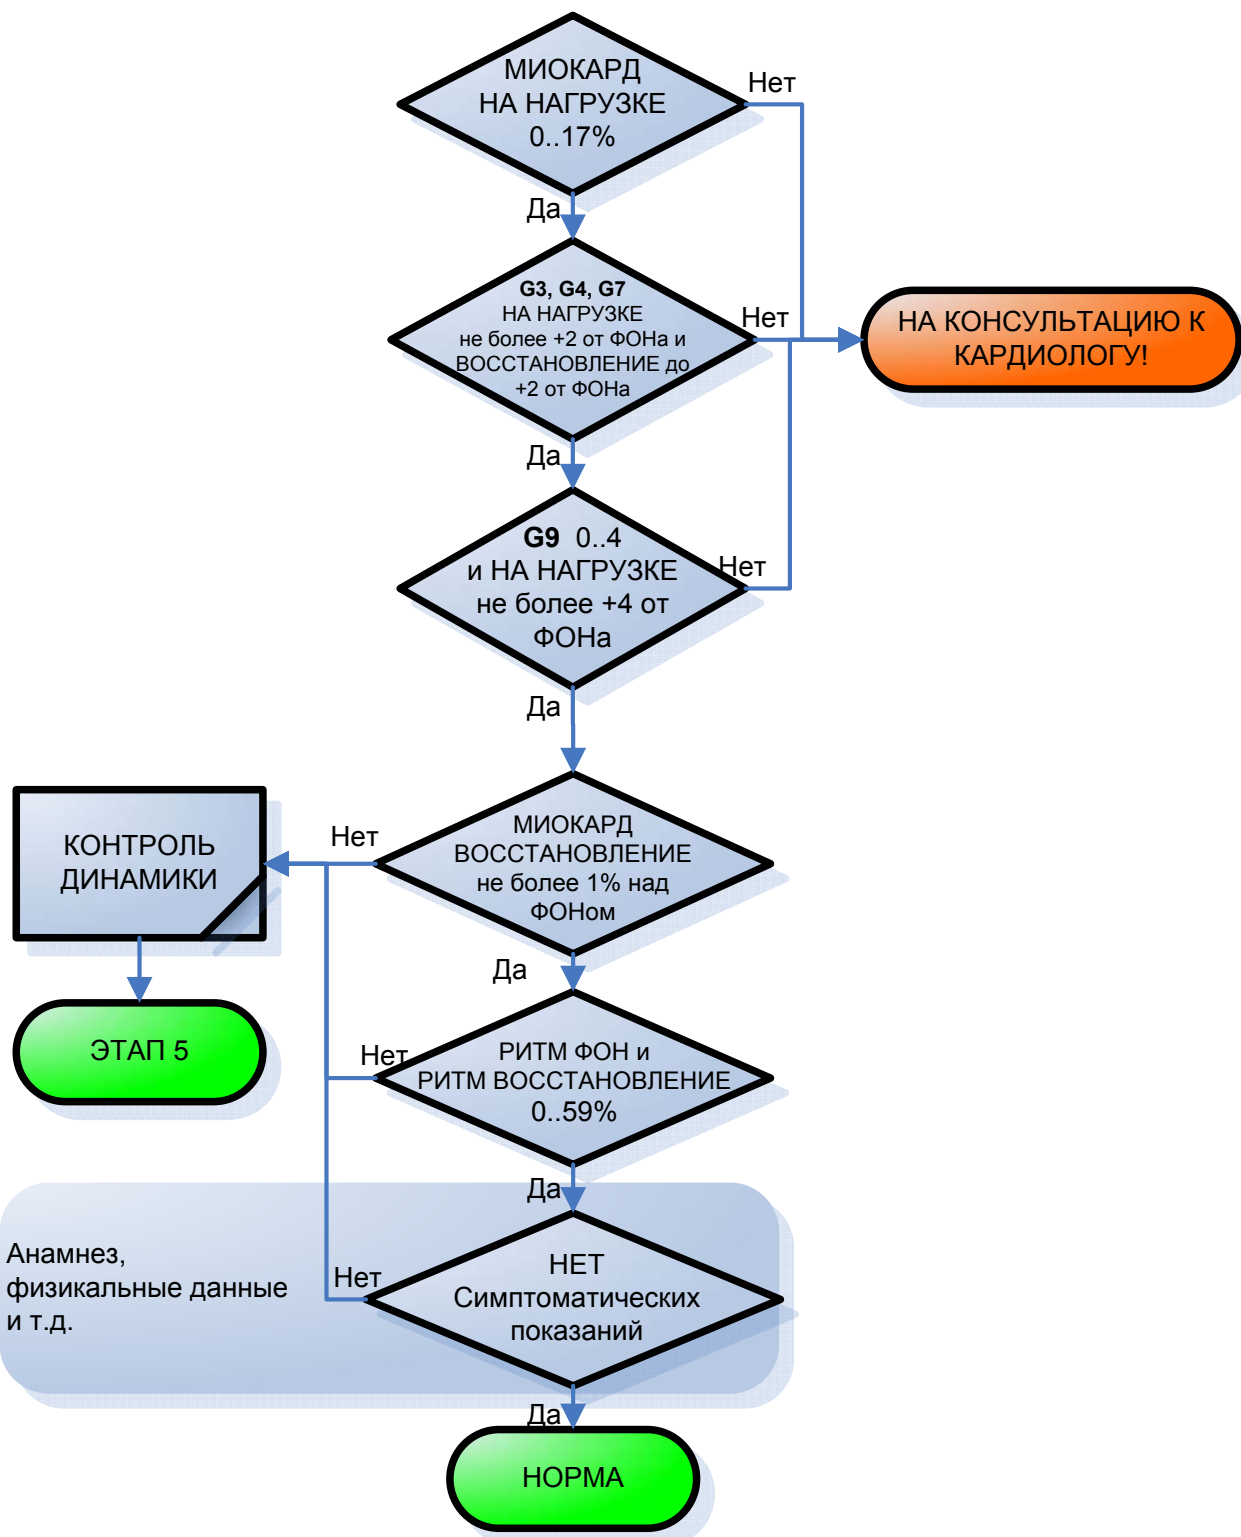 МИОКАРД
НА НАГРУЗКЕ
0..17%
Нет
Да
G3, G4, G7
НА НАГРУЗКЕ
не более +2 от ФОНа и
ВОССТАНОВЛЕНИЕ до
+2 от ФОНа
Нет
НА КОНСУЛЬТАЦИЮ К
КАРДИОЛОГУ!
Да
G9 0..4
и НА НАГРУЗКЕ
не более +4 от
ФОНа
Нет
Да
МИОКАРД
ВОССТАНОВЛЕНИЕ
не более 1% над
ФОНом
Нет
КОНТРОЛЬ
ДИНАМИКИ
Да
ЭТАП 5
РИТМ ФОН и
РИТМ ВОССТАНОВЛЕНИЕ
0..59%
Нет
Да
Анамнез,
физикальные данные
и т.д.
Нет
НЕТ
Симптоматических
показаний
Да
НОРМА